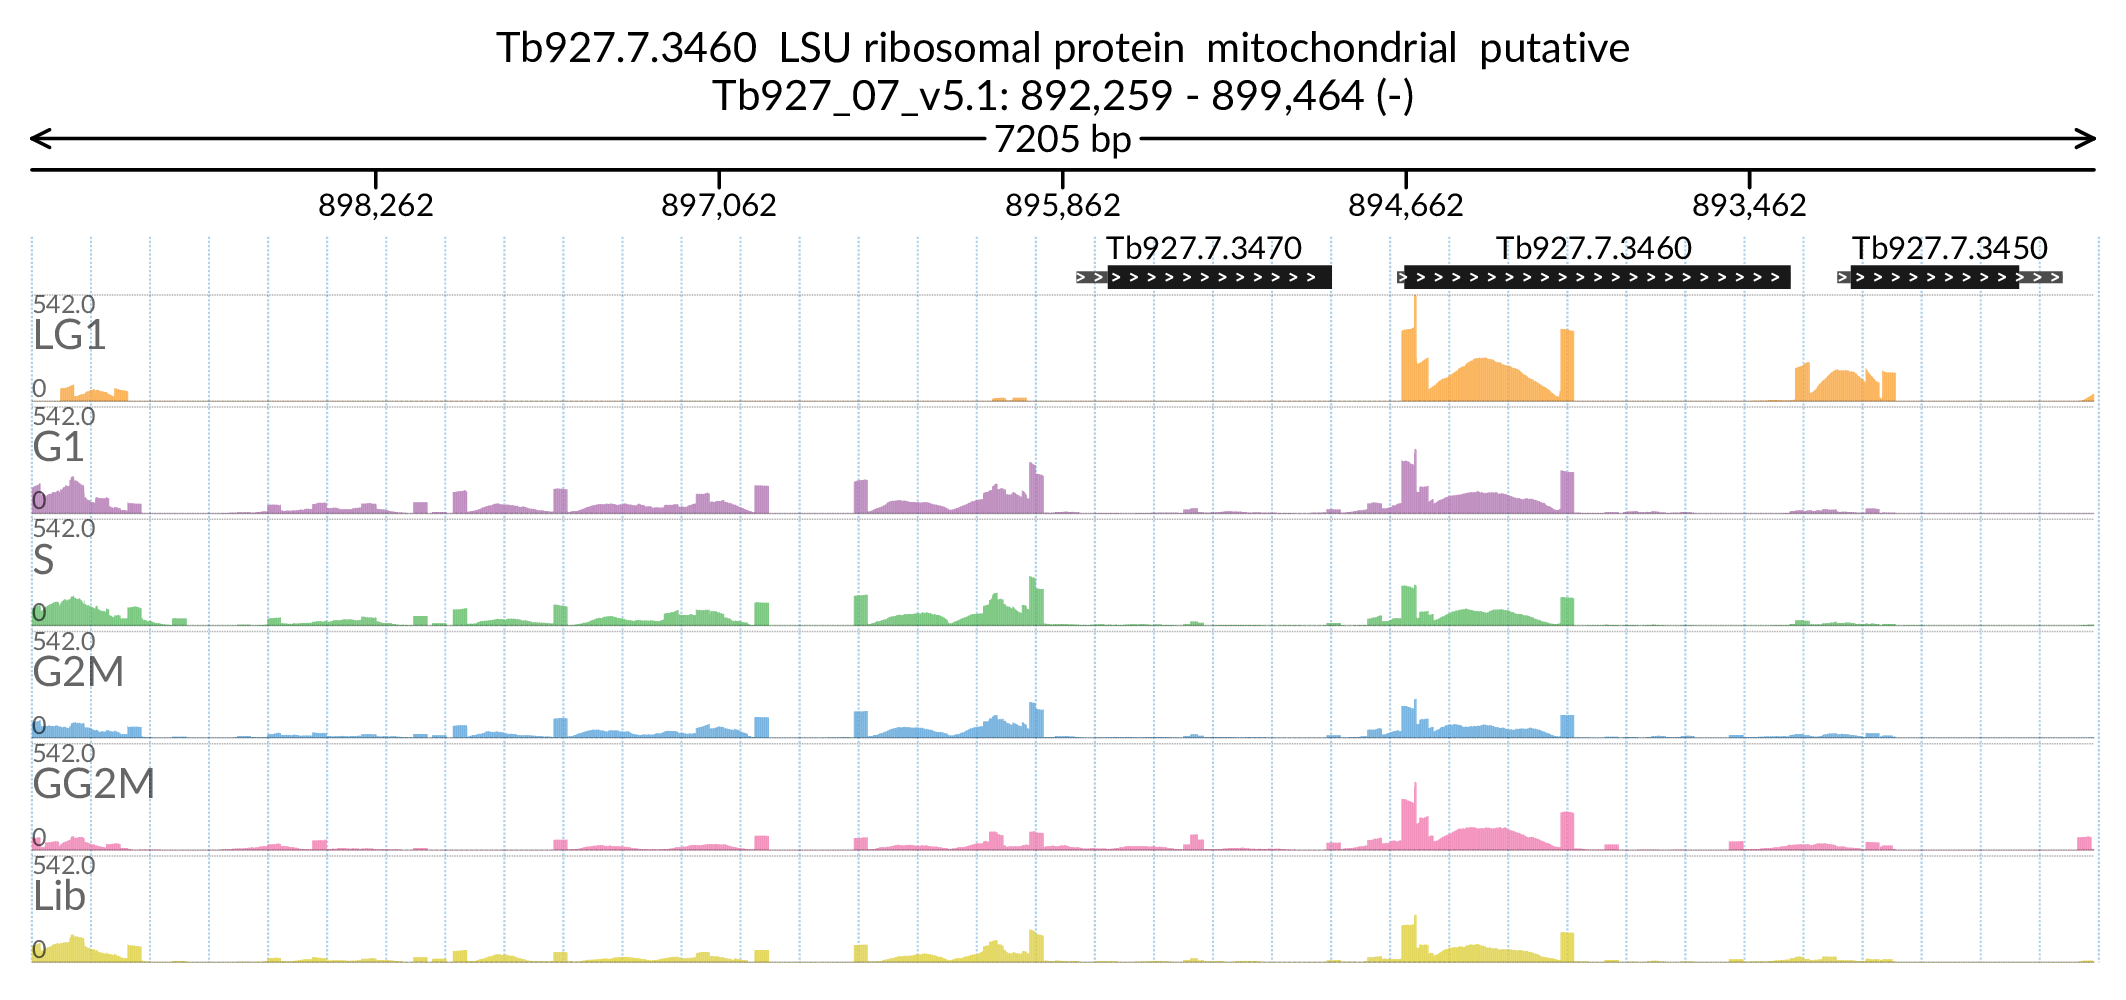 Tb927.7.3460 LSU ribosomal protein mitochondrial putative
Tb927_07_v5.1: 892,259 - 899,464 (-)
7205 bp
898,262 897,062 895,862 894,662 893,462
Tb927.7.3470 Tb927.7.3460 Tb927.7.3450
542.0
LG1
0
542.0
G1
0
542.0
S
0
542.0
G2M
0
542.0
GG2M
0
542.0
Lib
0